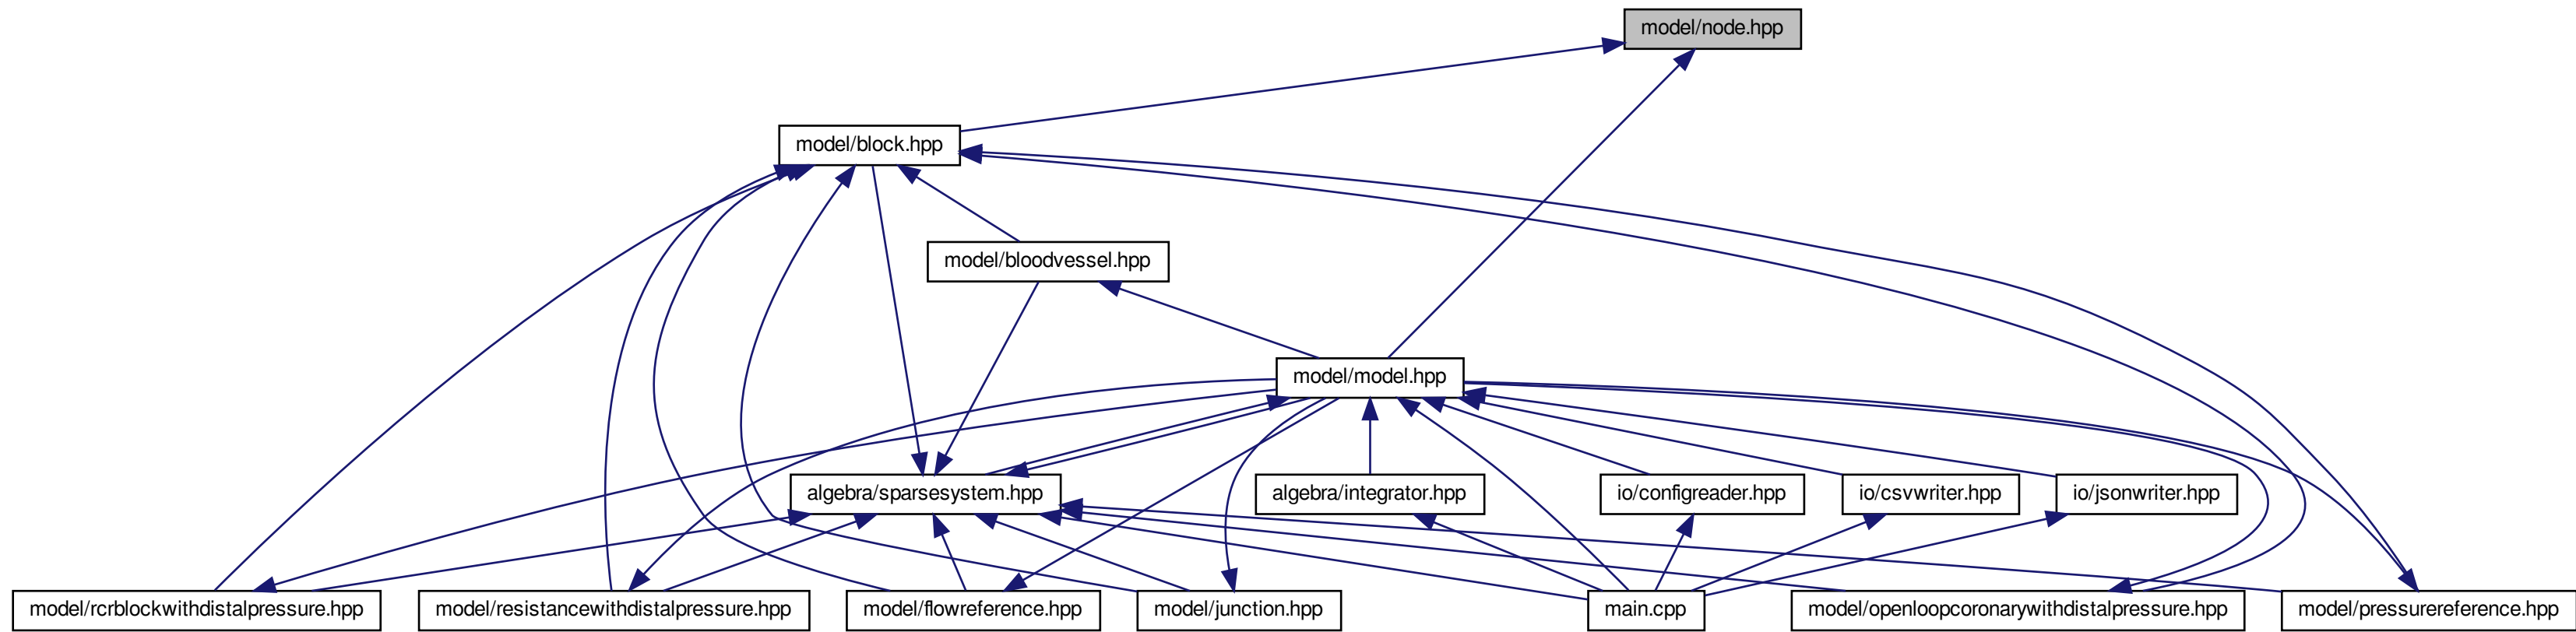 model/node.hpp
model/block.hpp
model/bloodvessel.hpp
model/model.hpp
algebra/sparsesystem.hpp
algebra/integrator.hpp
io/configreader.hpp
io/csvwriter.hpp
io/jsonwriter.hpp
model/rcrblockwithdistalpressure.hpp
model/resistancewithdistalpressure.hpp
model/flowreference.hpp
model/junction.hpp
main.cpp
model/openloopcoronarywithdistalpressure.hpp
model/pressurereference.hpp